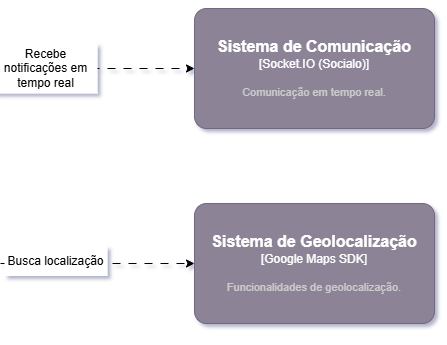 Recebe
notificações em
tempo real
Sistema de Comunicação
[Socket.IO (Socialo)]
Comunicação em tempo real.
Busca localização
Sistema de Geolocalização
[Google Maps SDK]
Funcionalidades de geolocalização.